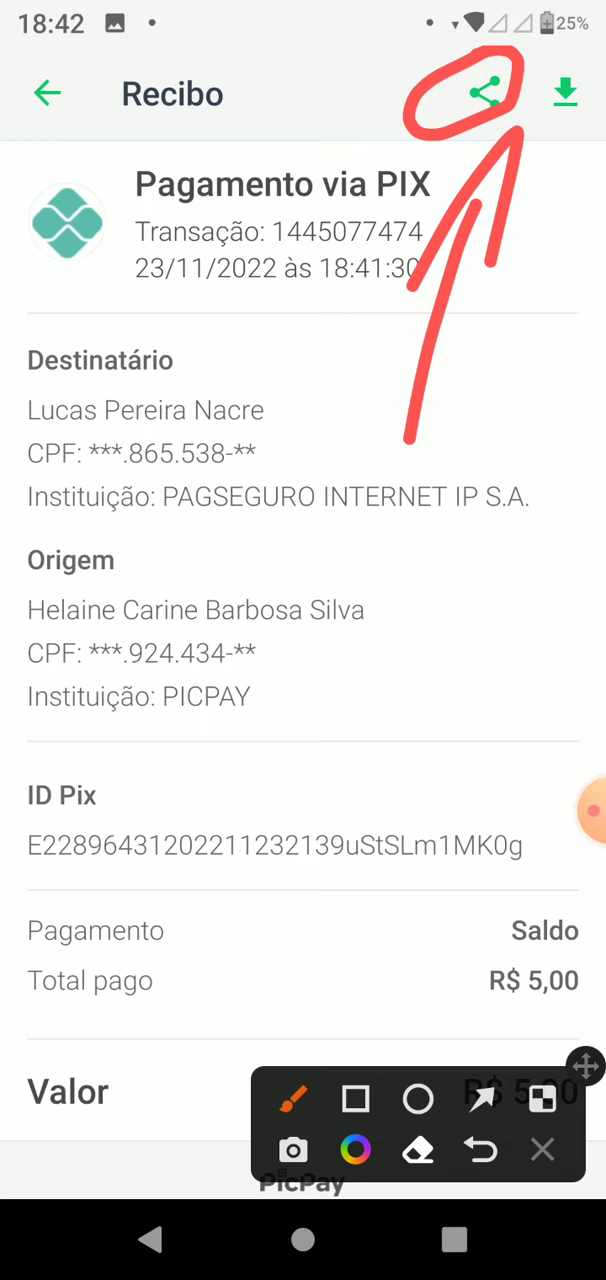 18:42
25%
Recibo
Pagamento via PIX
Transação: 1445077474
23/11/2022 às 18:41:30
Destinatário
Lucas Pereira Nacre
CPF: ***.865.538-**
Instituição: PAGSEGURO INTERNET IP S.A.
Origem
Helaine Carine Barbosa Silva
CPF: ***.924.434-**
Instituição: PICPAY
ID Pix
E22896431202211232139uStSLm1MK0g
Pagamento
Saldo
Total pago
R$ 5,00
Valor
R$ 5,00
PicPay